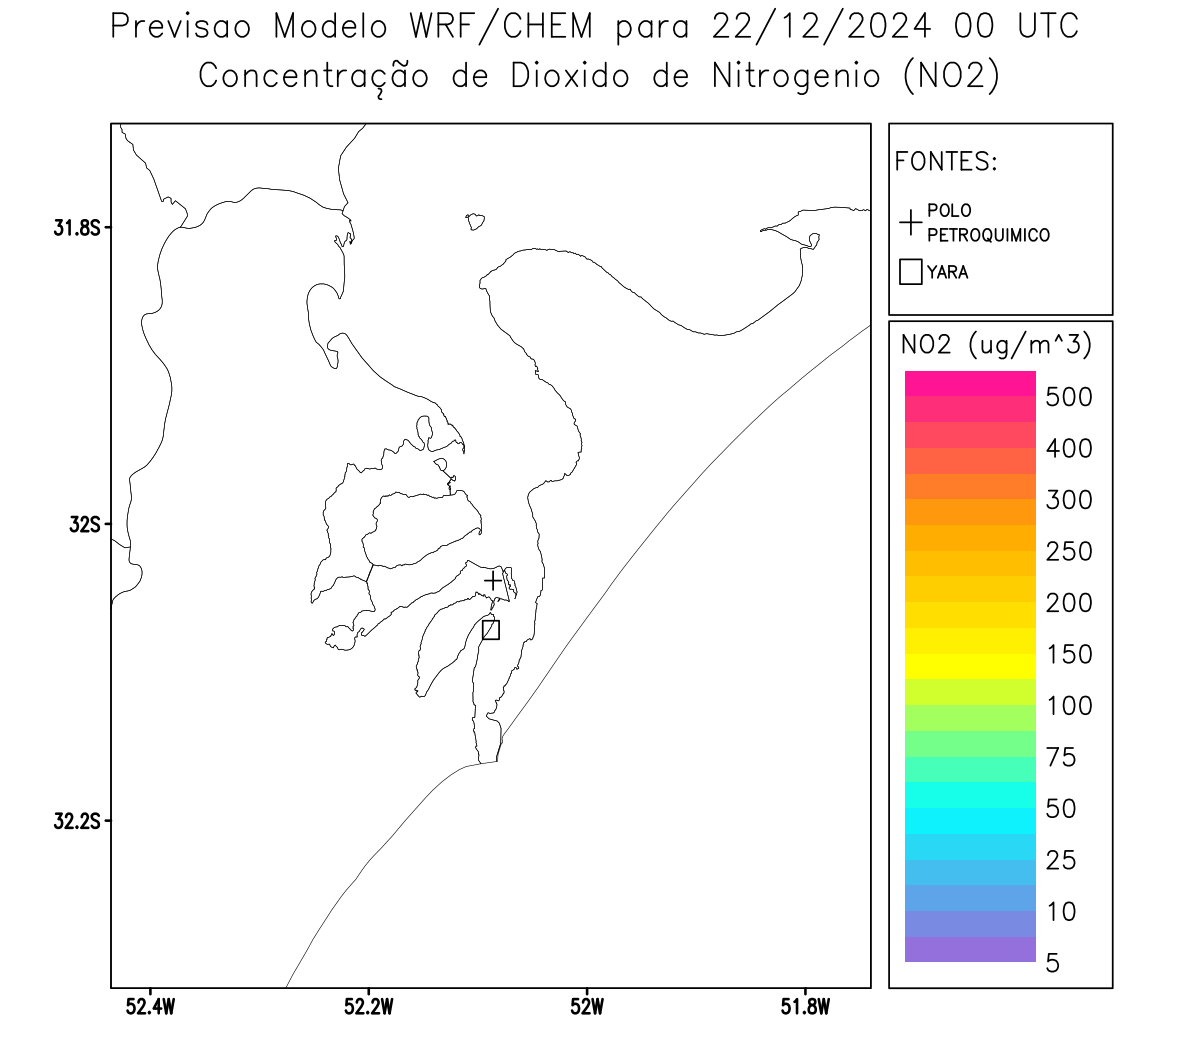 Previsao Modelo WRF/CHEM para 22/12/2024 00 UTC
Concentração de Dioxido de Nitrogenio (NO2)
FONTES:
POLO
PETROQUIMICO
YARA
31.8S
32S
32.2S
52.4W
52.2W
52W
51.8W
NO2 (ug/m^3)
500
400
300
250
200
150
100
75
50
25
10
5